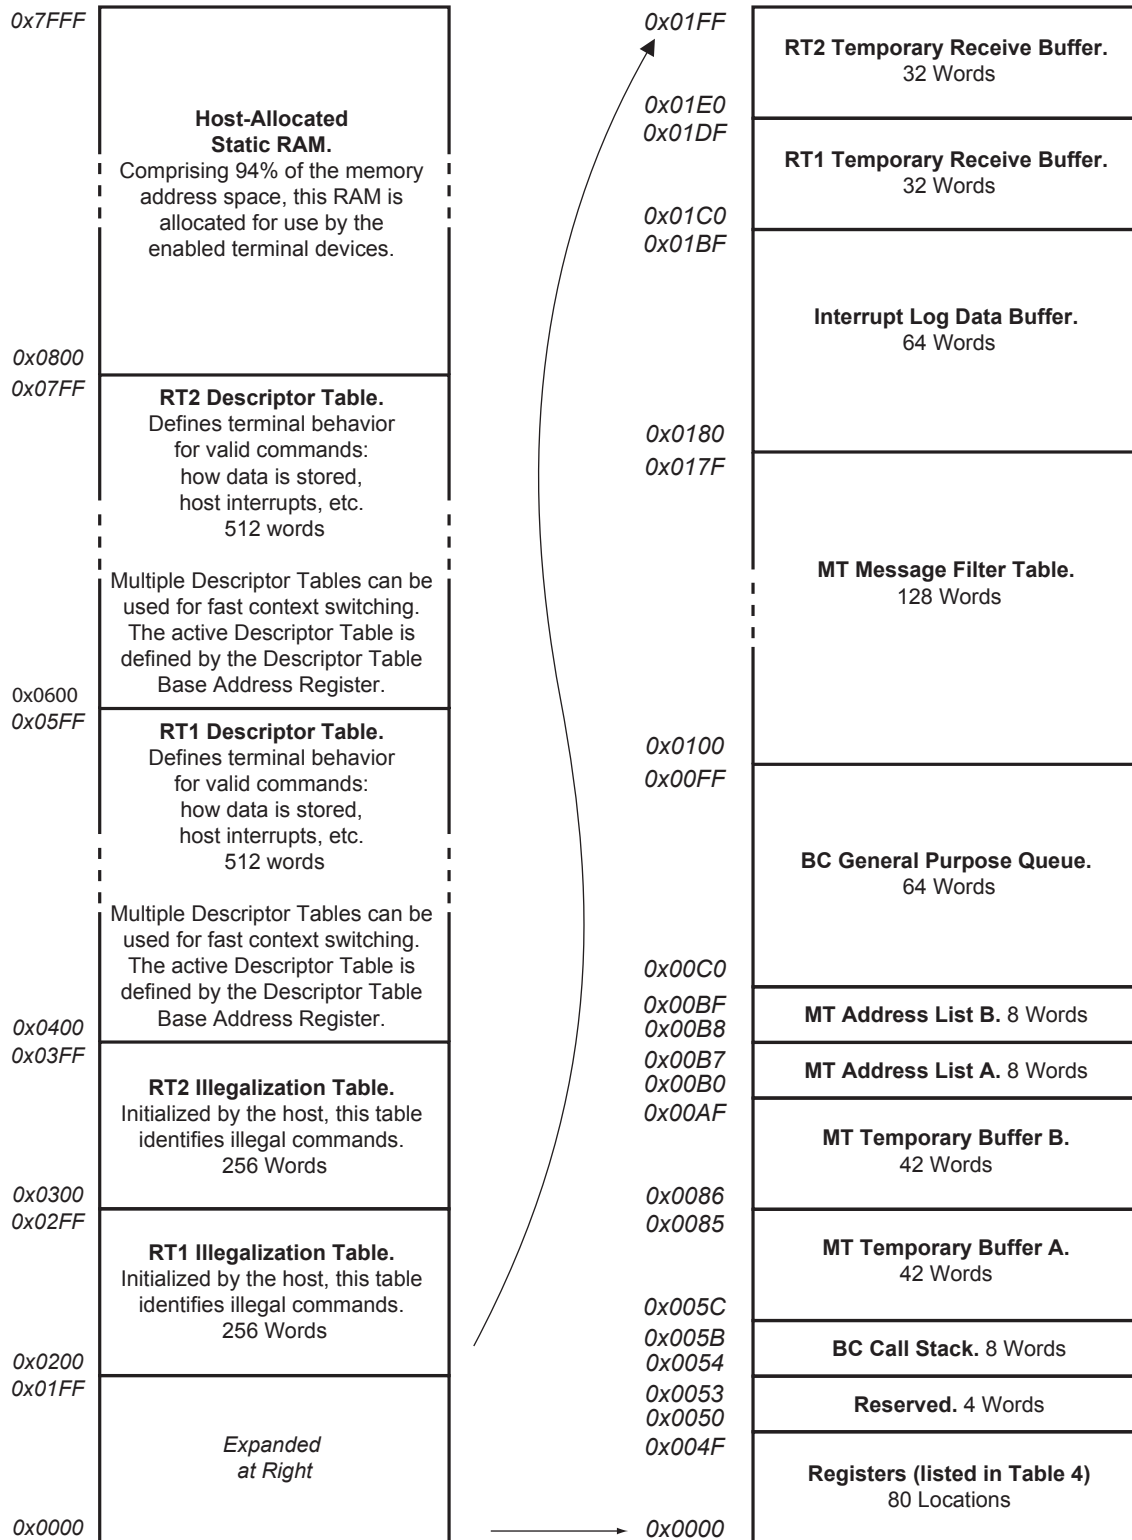 0x7FFF
Host-Allocated
Static RAM.
Comprising 94% of the memory
address space, this RAM is
allocated for use by the
enabled terminal devices.
0x0800
0x07FF
RT2 Descriptor Table.
Defines terminal behavior
for valid commands:
how data is stored,
host interrupts, etc.
512 words
Multiple Descriptor Tables can be
used for fast context switching.
The active Descriptor Table is
defined by the Descriptor Table
Base Address Register.
0x0600
0x05FF
RT1 Descriptor Table.
Defines terminal behavior
for valid commands:
how data is stored,
host interrupts, etc.
512 words
Multiple Descriptor Tables can be
used for fast context switching.
The active Descriptor Table is
defined by the Descriptor Table
Base Address Register.
0x0400
0x03FF
RT2 Illegalization Table.
Initialized by the host, this table
identifies illegal commands.
256 Words
0x0300
0x02FF
RT1 Illegalization Table.
Initialized by the host, this table
identifies illegal commands.
256 Words
0x0200
0x01FF
Expanded
at Right
0x0000
0x01FF
RT2 Temporary Receive Buffer.
32 Words
0x01E0
0x01DF
RT1 Temporary Receive Buffer.
32 Words
0x01C0
0x01BF
Interrupt Log Data Buffer.
64 Words
0x0180
0x017F
MT Message Filter Table.
128 Words
0x0100
0x00FF
BC General Purpose Queue.
64 Words
0x00C0
0x00BF
MT Address List B. 8 Words
0x00B8
0x00B7
MT Address List A. 8 Words
0x00B0
0x00AF
MT Temporary Buffer B.
42 Words
0x0086
0x0085
MT Temporary Buffer A.
42 Words
0x005C
0x005B
BC Call Stack. 8 Words
0x0054
0x0053
Reserved. 4 Words
0x0050
0x004F
Registers (listed in Table 4)
80 Locations
0x0000